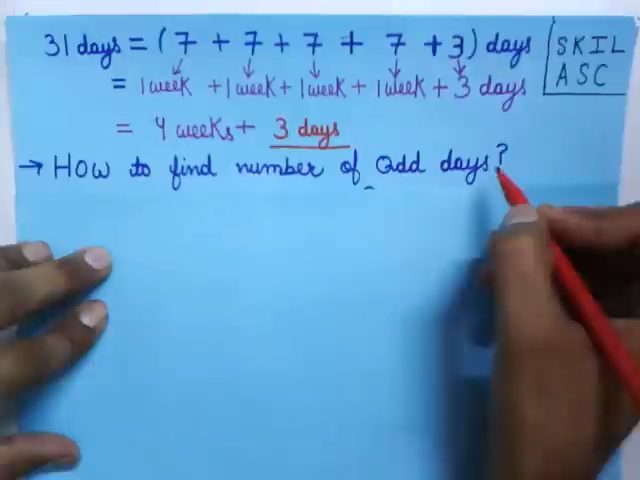 31 days = (7 + 7 + 7 + 7 + 3) days
= 1 week + 1 week + 1 week + 1 week + 3 days
= 4 weeks + 3 days
→ How to find number of odd days?
SKIL
ASC